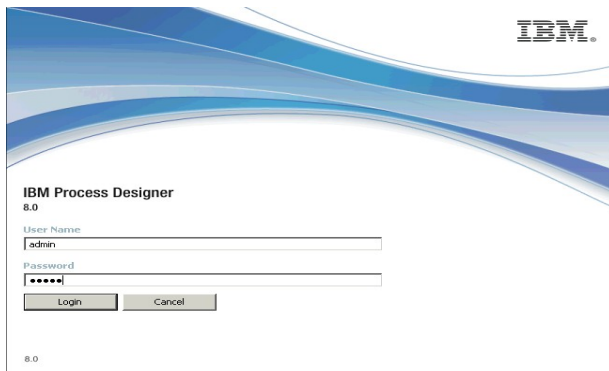 IBM®
IBM Process Designer
8.0
User Name
admin
Password
●●●●●
Login
Cancel
8.0